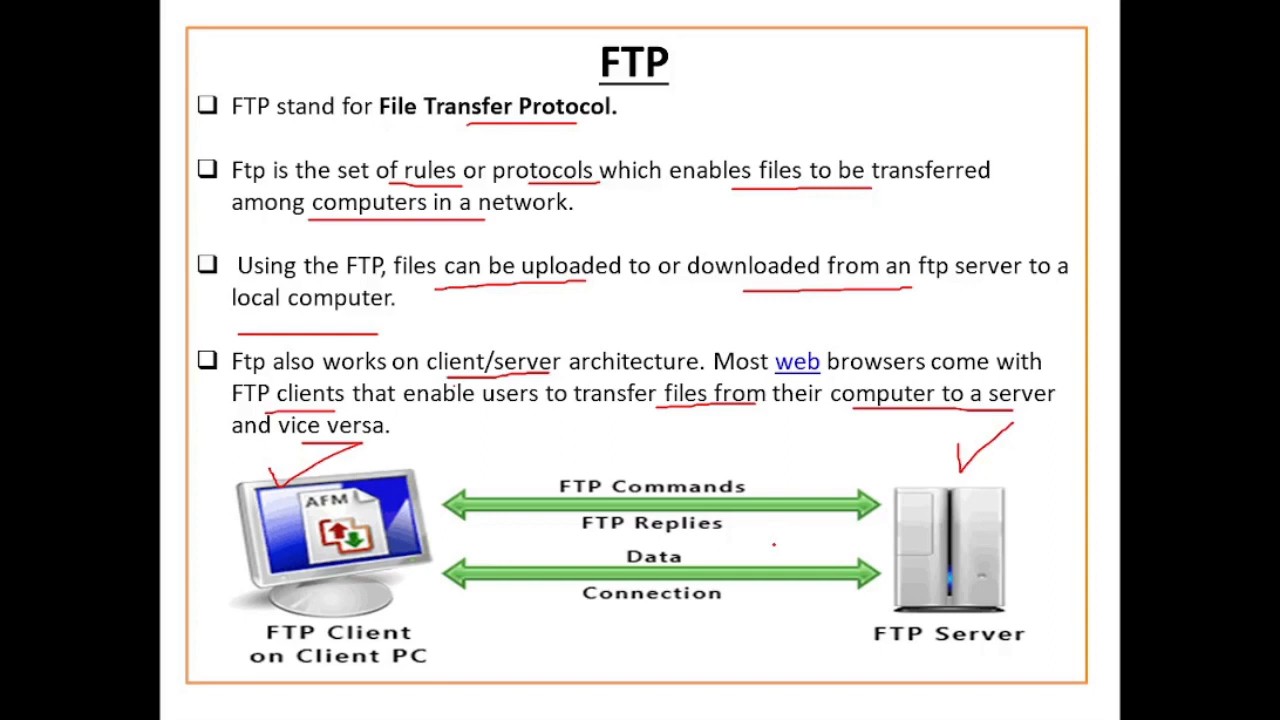 FTP
❑ FTP stand for File Transfer Protocol.
❑ Ftp is the set of rules or protocols which enables files to be transferred
among computers in a network.
❑ Using the FTP, files can be uploaded to or downloaded from an ftp server to a
local computer.
❑ Ftp also works on client/server architecture. Most web browsers come with
FTP clients that enable users to transfer files from their computer to a server
and vice versa.
AFM
FTP Commands
FTP Replies
Data
Connection
FTP Client
on Client PC
FTP Server